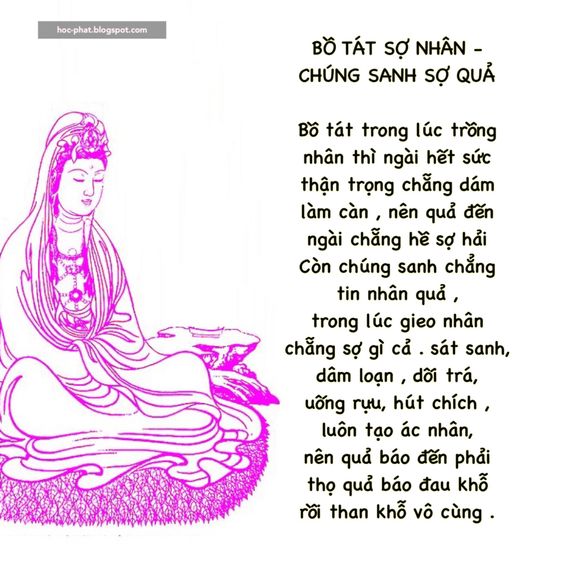 hoc-phat.blogspot.com
BỒ TÁT SỢ NHÂN -
CHÚNG SANH SỢ QUẢ
Bồ tát trong lúc trồng
nhân thì ngài hết sức
thận trọng chẳng dám
làm càn , nên quả đến
ngài chẳng hề sợ hải
Còn chúng sanh chẳng
tin nhân quả ,
trong lúc gieo nhân
chẳng sợ gì cả . sát sanh,
dâm loạn , dối trá,
uống rựu, hút chích ,
luôn tạo ác nhân,
nên quả báo đến phải
thọ quả báo đau khỗ
rồi than khỗ vô cùng .